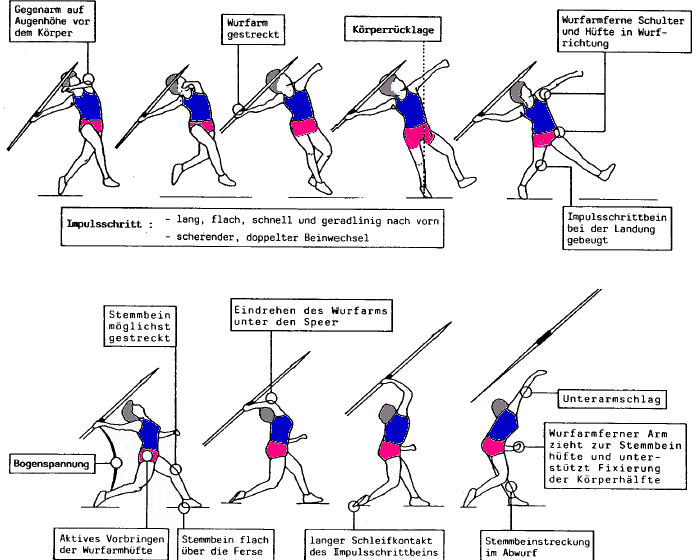 Gegenarm auf
Augenhöhe vor
dem Körper
Wurfarm
gestreckt
Körperrücklage
Wurfarmferne Schulter
und Hüfte in Wurf-
richtung
Impulsschrittbein
bei der Landung
gebeugt
Impulsschritt : - lang, flach, schnell und geradlinig nach vorn
- scherender, doppelter Beinwechsel
Stemmbein
möglichst
gestreckt
Eindrehen des Wurfarms
unter den Speer
Unterarmschlag
Wurfarmferner Arm
zieht zur Stemmbein
hüfte und unter-
stützt Fixierung
der Körperhälfte
Bogenspannung
Aktives Vorbringen
der Wurfarmhüfte
Stemmbein flach
über die Ferse
langer Schleifkontakt
des Impulsschrittbeins
Stemmbeinstreckung
im Abwurf